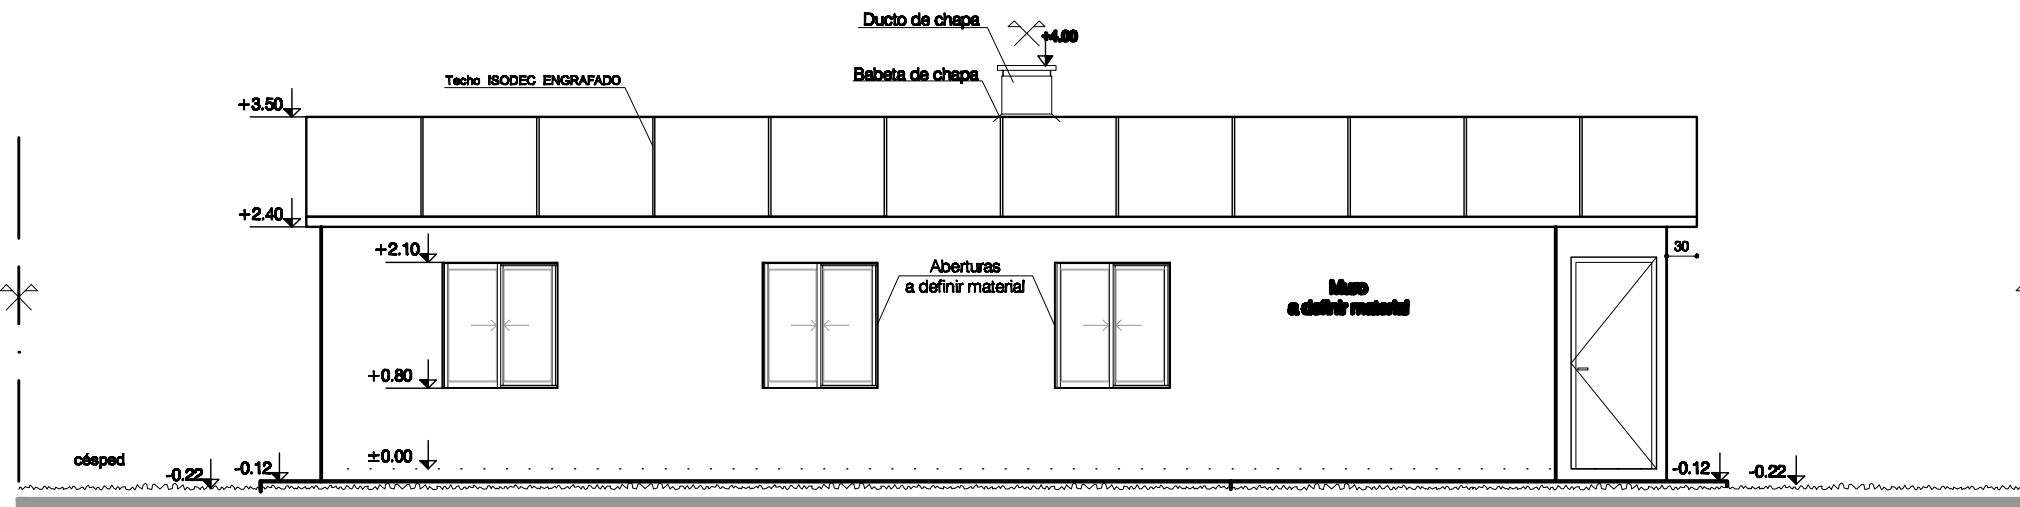 Ducto de chapa
+4.00
Babeta de chapa
Techo ISODEC ENGRAFADO
+3.50
+2.40
+2.10
Aberturas
a definir material
Muro
a definir material
30
+0.80
±0.00
césped
-0.22
-0.12
-0.12
-0.22